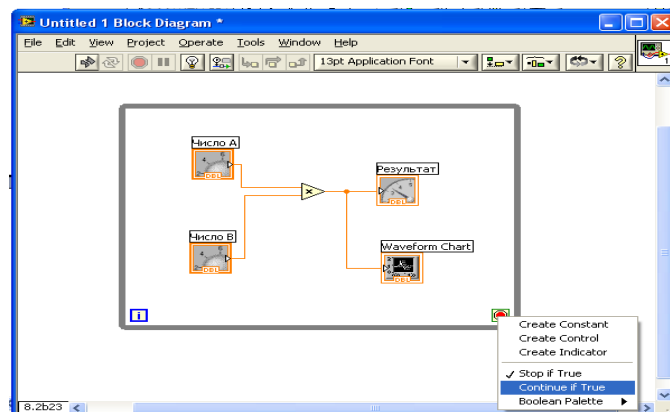 Untitled 1 Block Diagram *
File Edit View Project Operate Tools Window Help
13pt Application Font
1
Число A
DBL
Результат
DBL
Число B
DBL
Waveform Chart
DBL
i
Create Constant
Create Control
Create Indicator
Stop if True
Continue if True
Boolean Palette
8.2b23